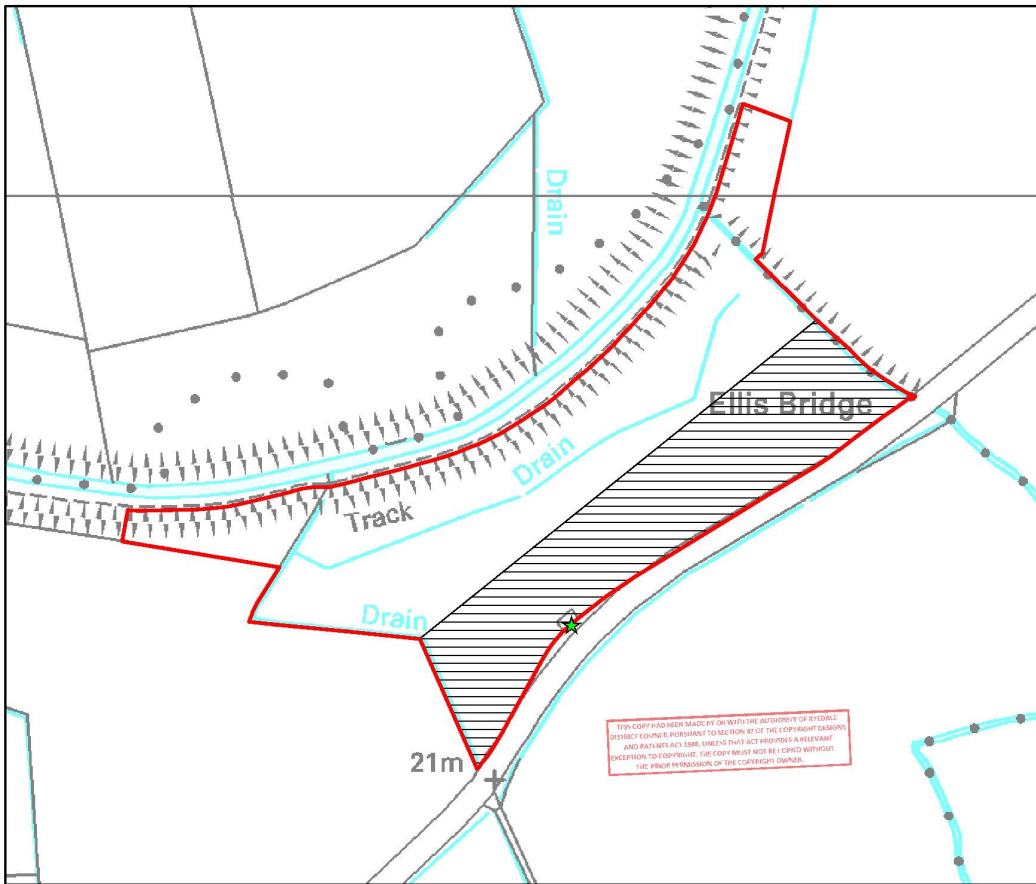 Drain
Ellis Bridge
Drain
Track
Drain
21m
THIS COPY HAD BEEN MADE BY OR WITH THE AUTHORITY OF RYEDALE
DISTRICT COUNCIL PURSUANT TO SECTION 47 OF THE COPYRIGHT DESIGNS
AND PATENTS ACT 1988. UNLESS THAT ACT PROVIDES A RELEVANT
EXCEPTION TO COPYRIGHT, THE COPY MUST NOT BE COPIED WITHOUT
THE PRIOR PERMISSION OF THE COPYRIGHT OWNER.